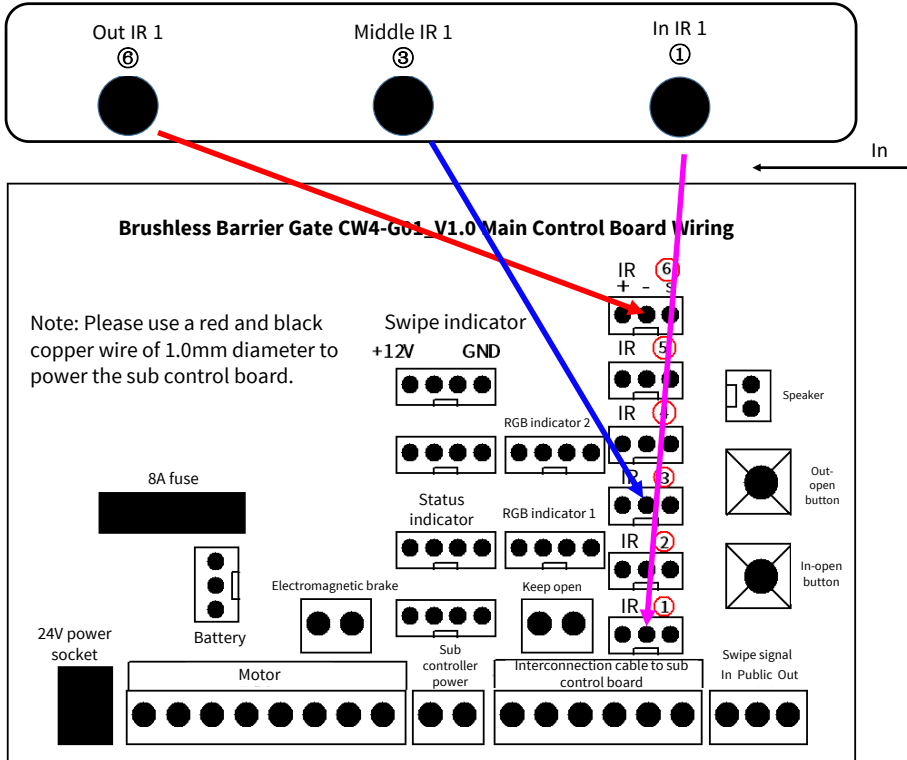 Out IR 1
Middle IR 1
In IR 1
⑥
③
①
In
Brushless Barrier Gate CW4-G01_V1.0 Main Control Board Wiring
IR ⑥
+ - S
Note: Please use a red and black
copper wire of 1.0mm diameter to
power the sub control board.
Swipe indicator
+12V GND
IR ⑤
Speaker
IR ④
RGB indicator 2
8A fuse
IR ③
Out-
open
button
Status
indicator
RGB indicator 1
IR ②
In-open
button
Electromagnetic brake
Keep open
IR ①
Battery
24V power
socket
Motor
Sub
controller
power
Interconnection cable to sub
control board
Swipe signal
In Public Out